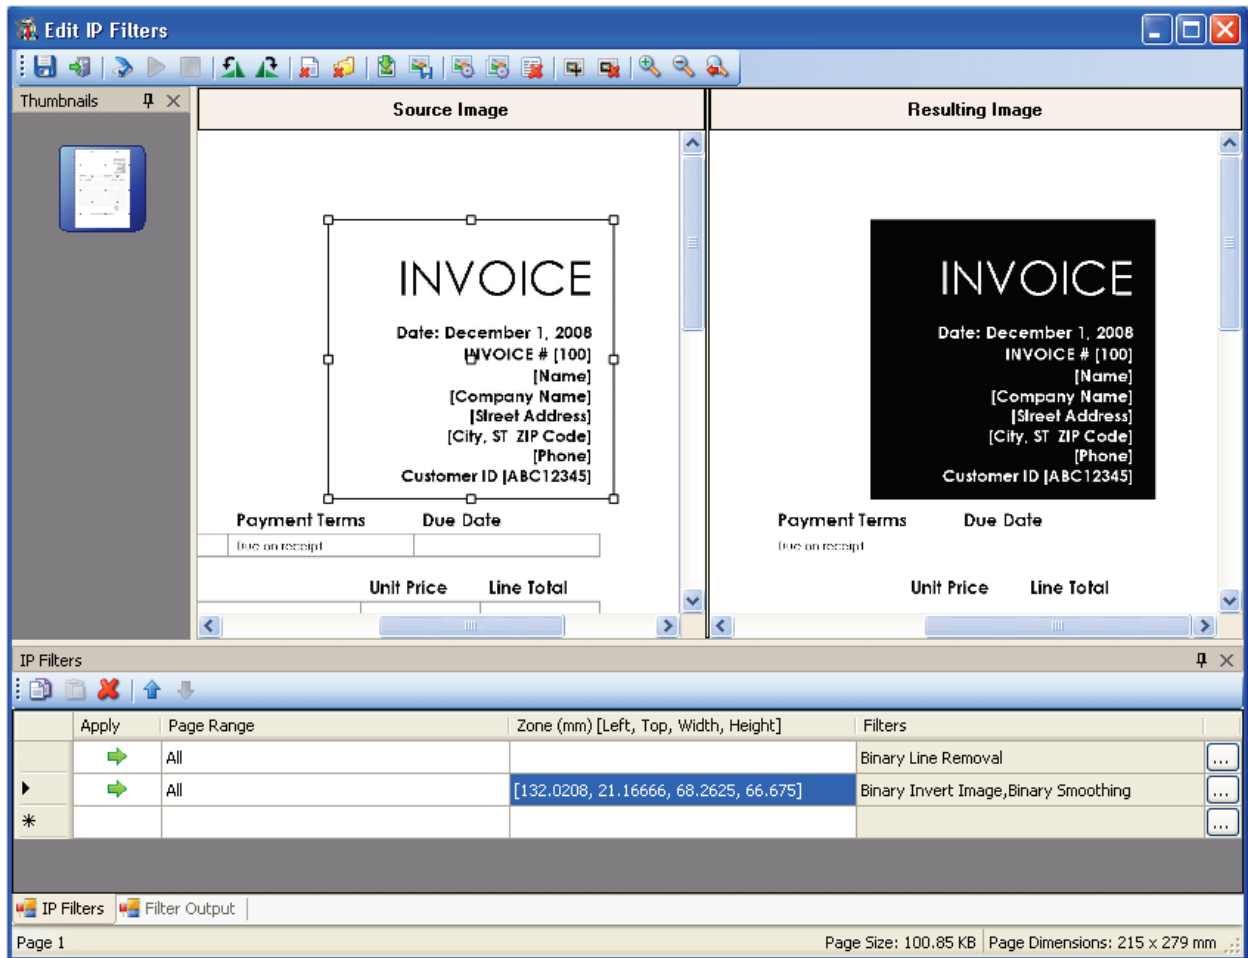 Edit IP Filters
Thumbnails
Source Image
INVOICE
Date: December 1, 2008
INVOICE # [100]
[Name]
[Company Name]
[Street Address]
[City, ST ZIP Code]
[Phone]
Customer ID [ABC12345]
Payment Terms Due Date
Due on receipt
Unit Price Line Total
Resulting Image
INVOICE
Date: December 1, 2008
INVOICE # [100]
[Name]
[Company Name]
[Street Address]
[City, ST ZIP Code]
[Phone]
Customer ID [ABC12345]
Payment Terms Due Date
Due on receipt
Unit Price Line Total
IP Filters
Apply Page Range Zone (mm) [Left, Top, Width, Height] Filters
All Binary Line Removal ...
All [132.0208, 21.16666, 68.2625, 66.675] Binary Invert Image,Binary Smoothing ...
...
IP Filters Filter Output
Page 1 Page Size: 100.85 KB Page Dimensions: 215 x 279 mm